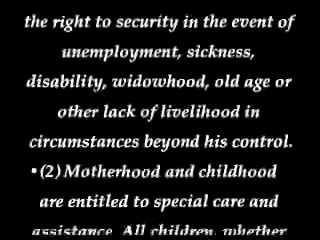 the right to security in the event of
unemployment, sickness,
disability, widowhood, old age or
other lack of livelihood in
circumstances beyond his control.
•(2) Motherhood and childhood
are entitled to special care and
assistance. All children, whether